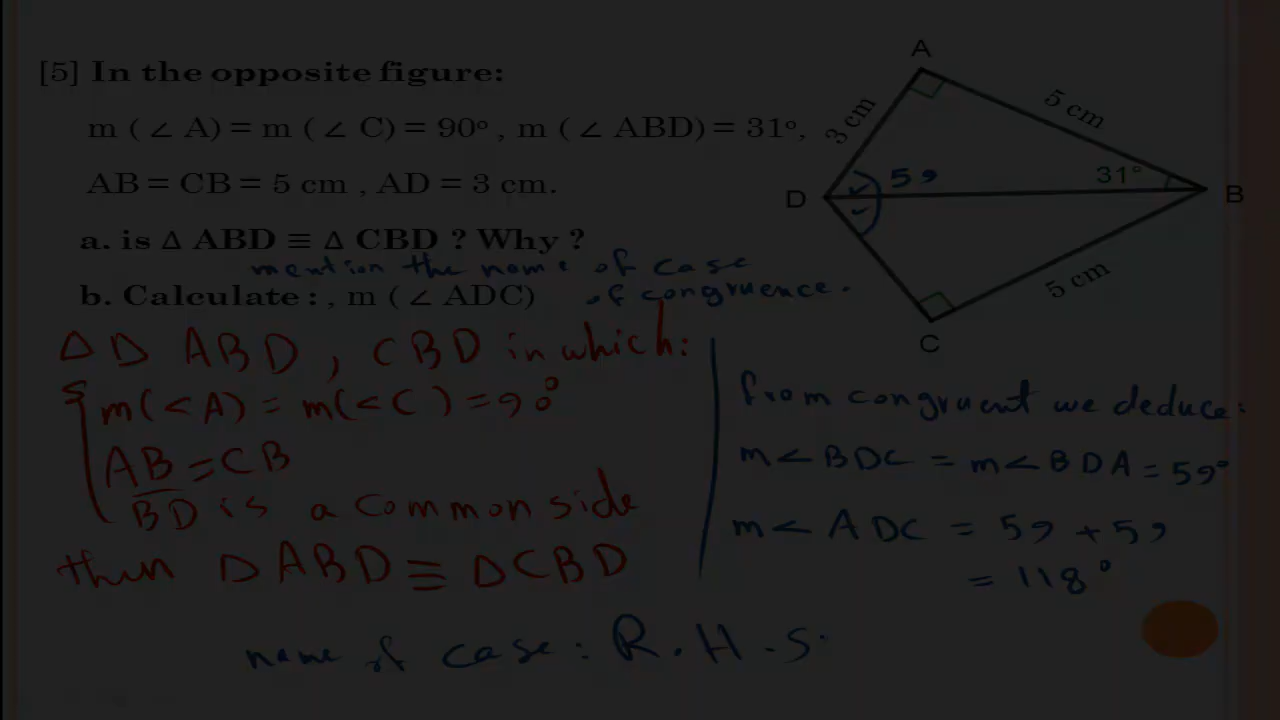 [5] In the opposite figure:
m ( ∠ A) = m ( ∠ C) = 90°, m ( ∠ ABD) = 31°,
AB = CB = 5 cm , AD = 3 cm.
a. is Δ ABD ≡ Δ CBD ? Why ?
mention the name of case
of congruence.
b. Calculate : , m ( ∠ ADC)
A
3 cm
5 cm
59
31°
D
B
5 cm
C
Δ Δ ABD , CBD in which:
m(<A) = m(<C) = 90°
AB = CB
BD is a common side
then ΔABD ≡ ΔCBD
from congruent we deduce:
m<BDC = m<BDA = 59°
m<ADC = 59 + 59
= 118°
name of case : R.H.S.